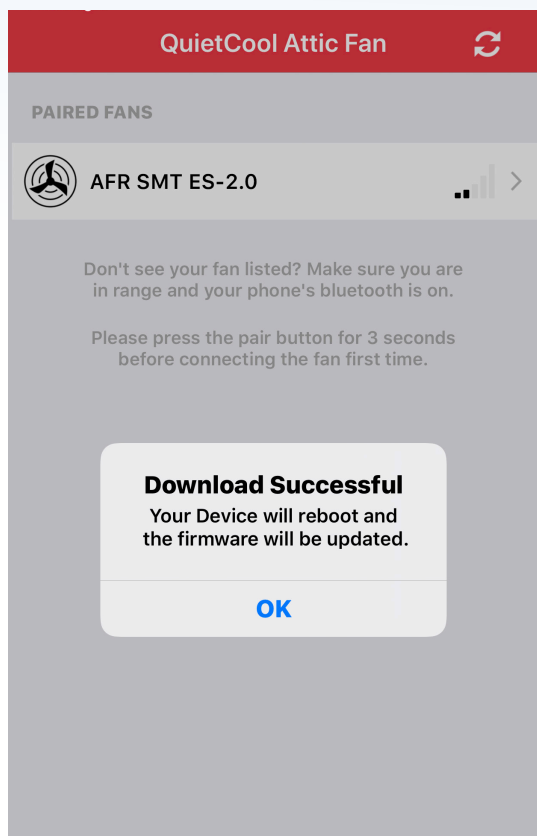 QuietCool Attic Fan
PAIRED FANS
AFR SMT ES-2.0
Don't see your fan listed? Make sure you are
in range and your phone's bluetooth is on.
Please press the pair button for 3 seconds
before connecting the fan first time.
Download Successful
Your Device will reboot and
the firmware will be updated.
OK